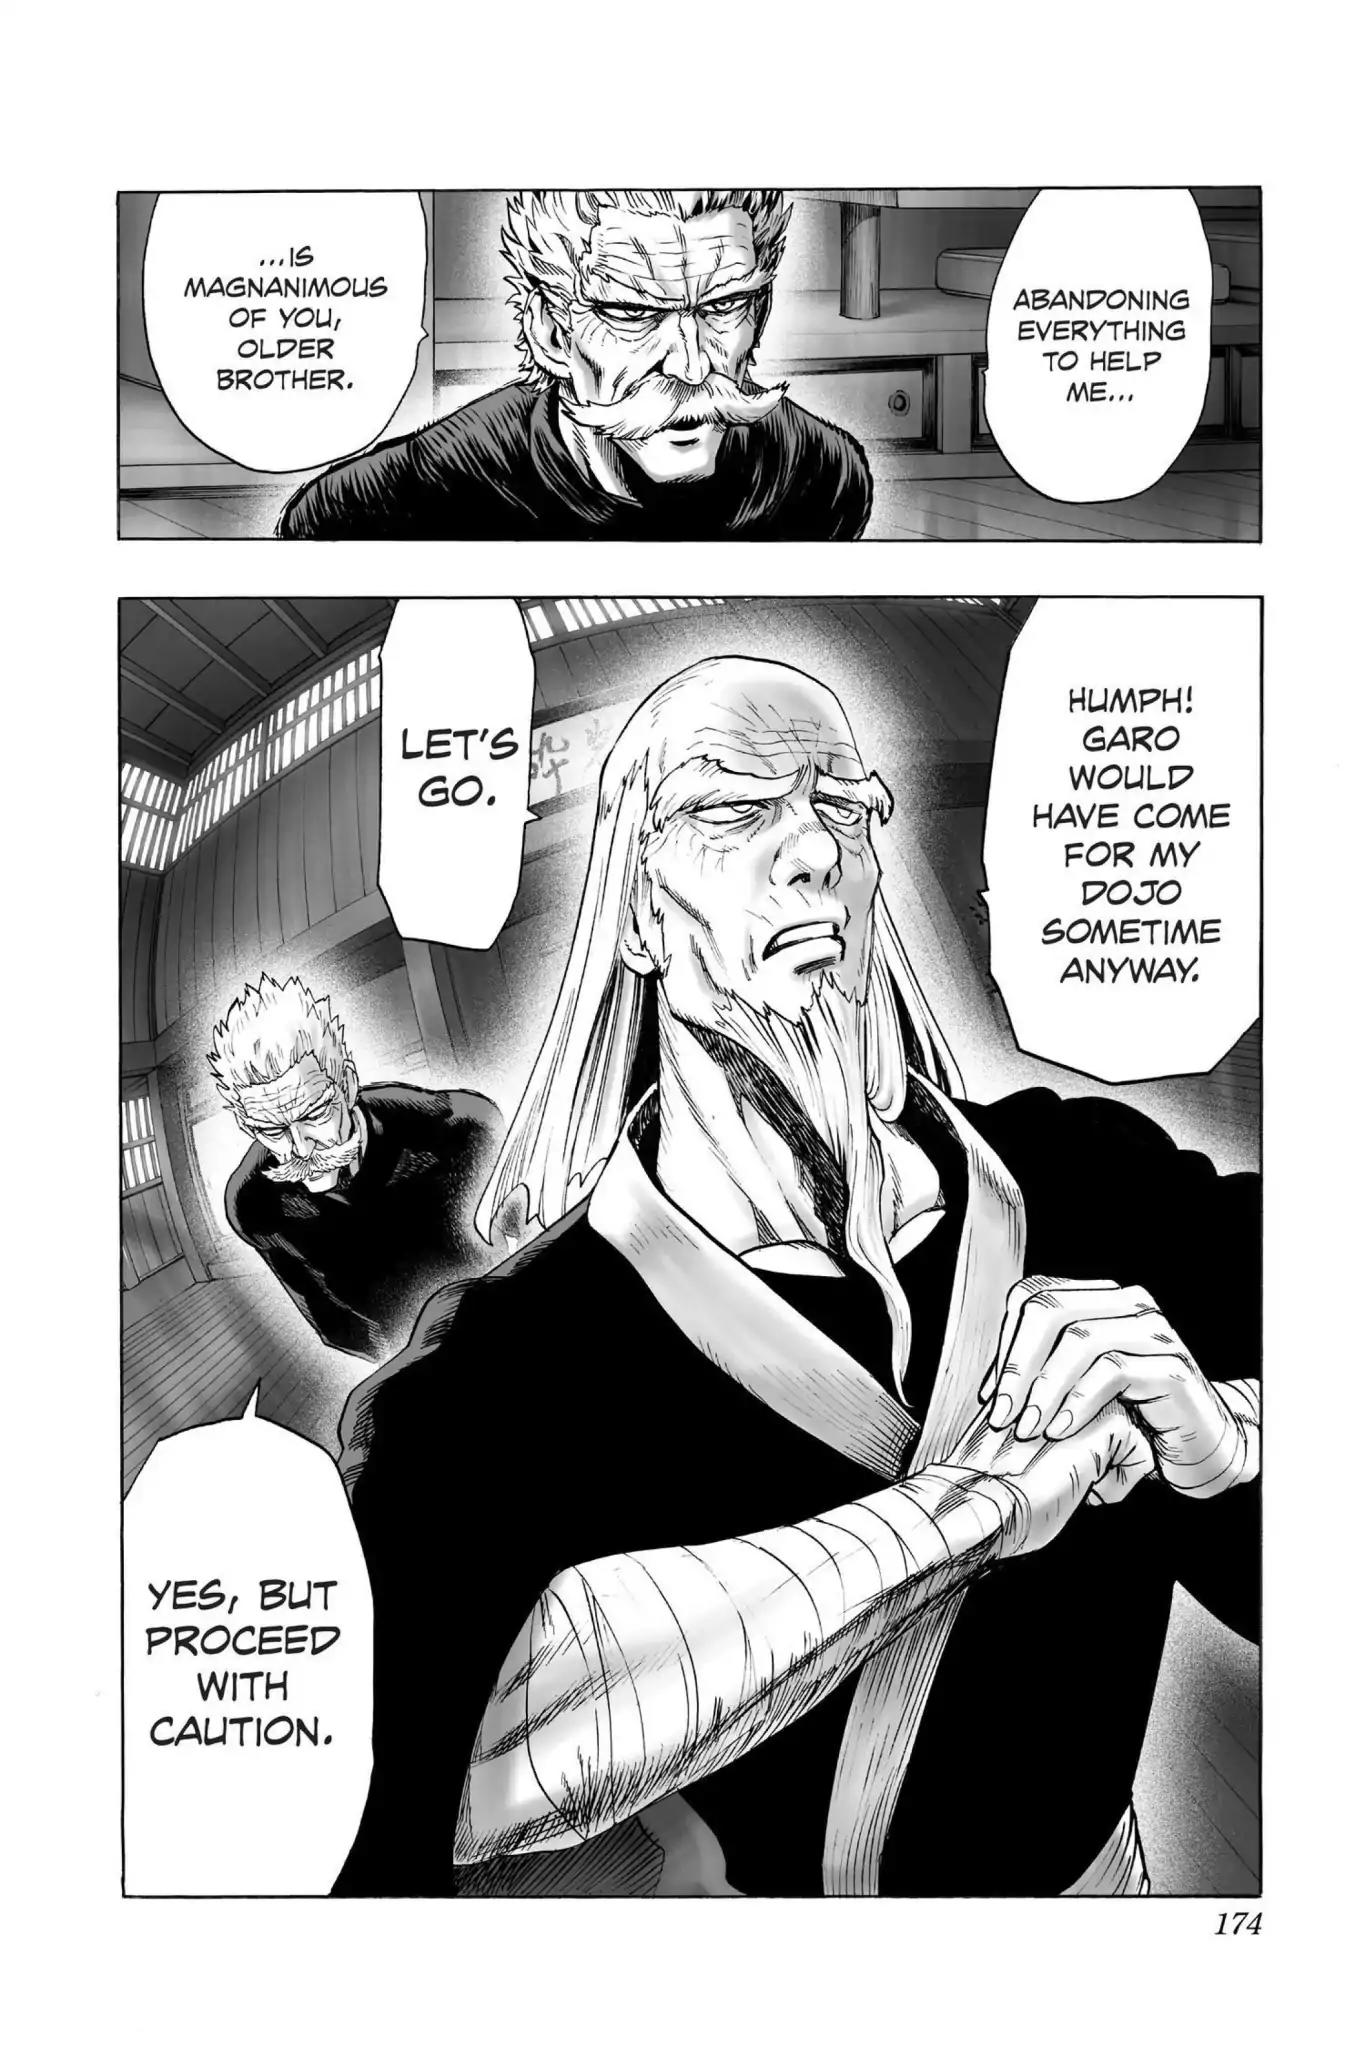 ABANDONING
EVERYTHING
TO HELP
ME...
...IS
MAGNANIMOUS
OF YOU,
OLDER
BROTHER.
HUMPH!
GARO
WOULD
HAVE COME
FOR MY
DOJO
SOMETIME
ANYWAY.
LET'S
GO.
YES, BUT
PROCEED
WITH
CAUTION.
174